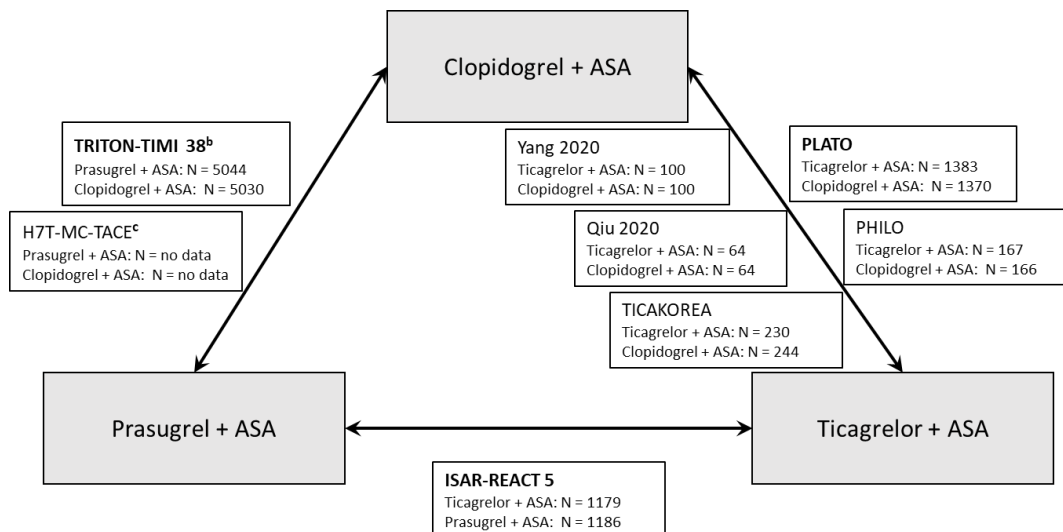 Clopidogrel + ASA
TRITON-TIMI 38b
Prasugrel + ASA: N = 5044
Clopidogrel + ASA: N = 5030
H7T-MC-TACEc
Prasugrel + ASA: N = no data
Clopidogrel + ASA: N = no data
Yang 2020
Ticagrelor + ASA: N = 100
Clopidogrel + ASA: N = 100
Qiu 2020
Ticagrelor + ASA: N = 64
Clopidogrel + ASA: N = 64
TICAKOREA
Ticagrelor + ASA: N = 230
Clopidogrel + ASA: N = 244
PLATO
Ticagrelor + ASA: N = 1383
Clopidogrel + ASA: N = 1370
PHILO
Ticagrelor + ASA: N = 167
Clopidogrel + ASA: N = 166
Prasugrel + ASA
Ticagrelor + ASA
ISAR-REACT 5
Ticagrelor + ASA: N = 1179
Prasugrel + ASA: N = 1186